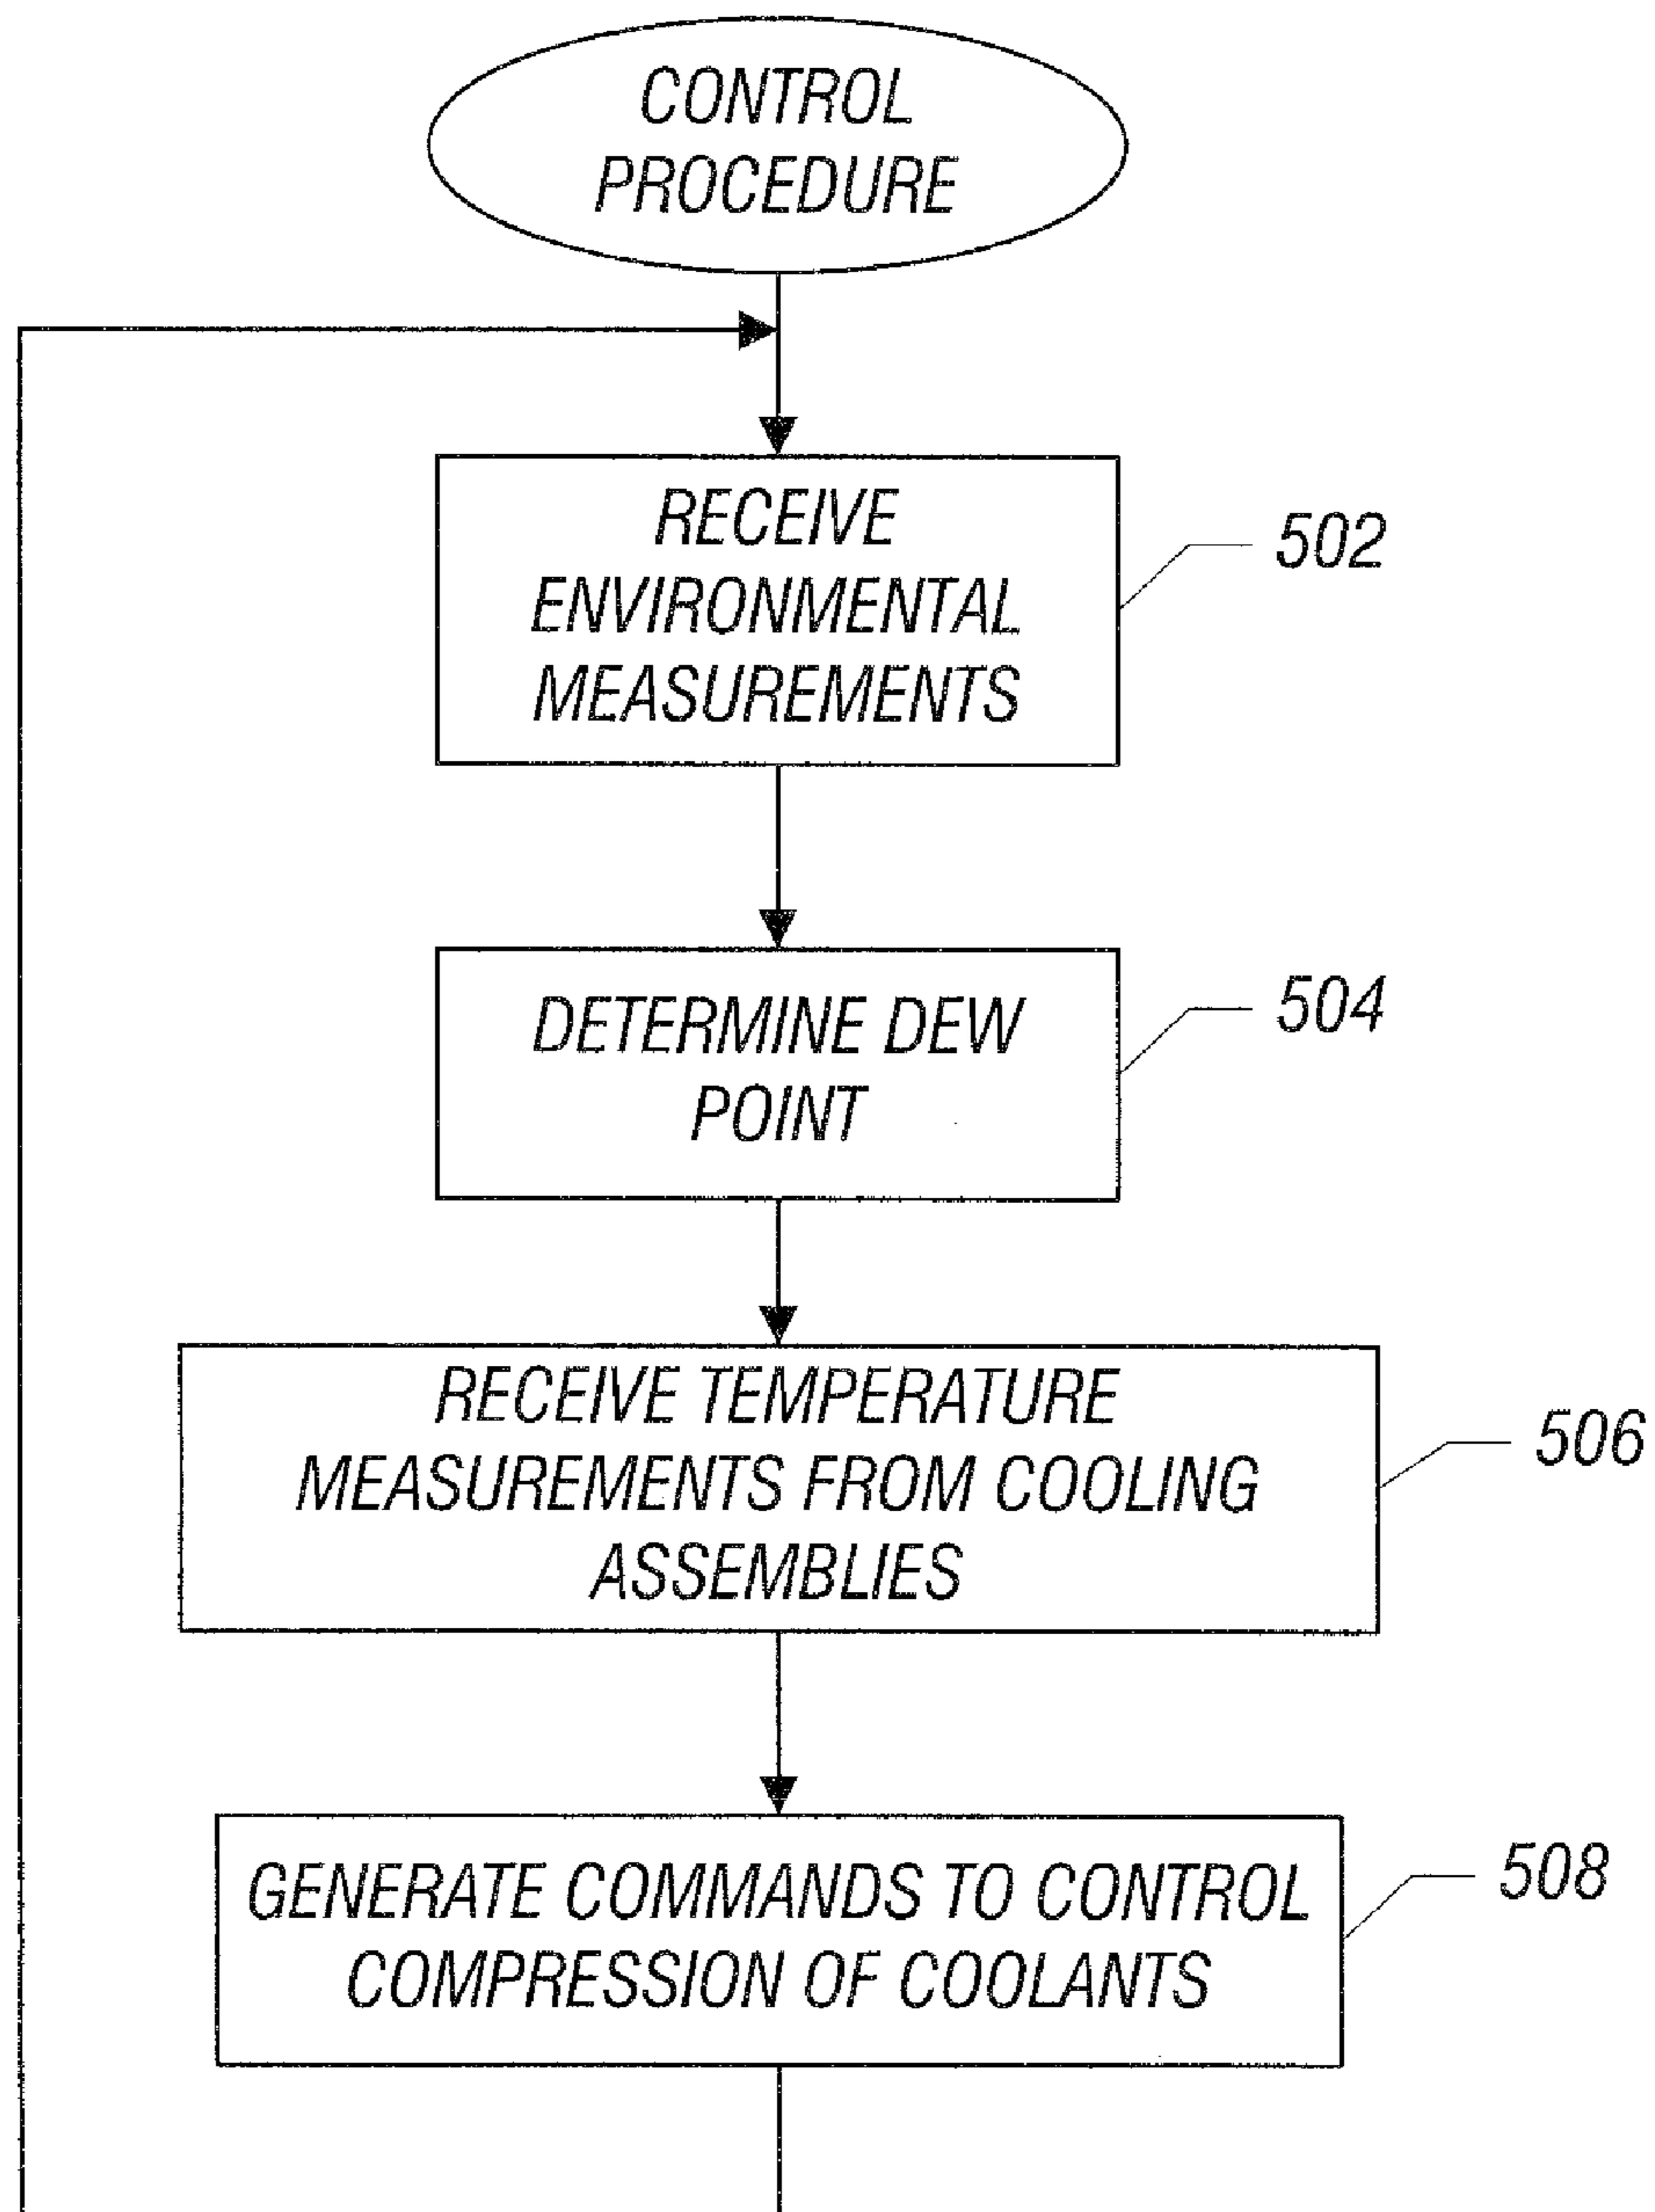 CONTROL
PROCEDURE
RECEIVE
ENVIRONMENTAL
MEASUREMENTS
502
DETERMINE DEW
POINT
504
RECEIVE TEMPERATURE
MEASUREMENTS FROM COOLING
ASSEMBLIES
506
GENERATE COMMANDS TO CONTROL
COMPRESSION OF COOLANTS
508